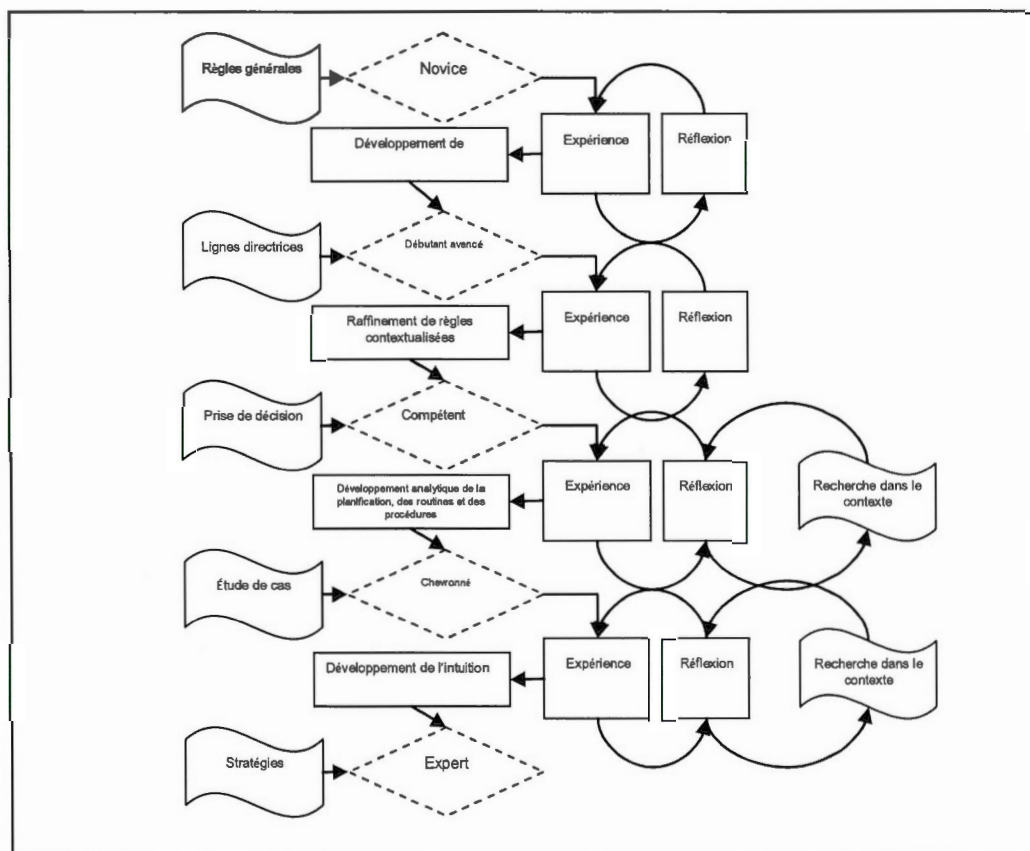 Règles générales
Novice
Expérience
Réflexion
Développement de
Lignes directrices
Débutant avancé
Expérience
Réflexion
Raffinement de règles
contextualisées
Prise de décision
Compétent
Expérience
Réflexion
Recherche dans le
contexte
Développement analytique de la
planification, des routines et des
procédures
Étude de cas
Chevronné
Expérience
Réflexion
Recherche dans le
contexte
Développement de l'intuition
Stratégies
Expert